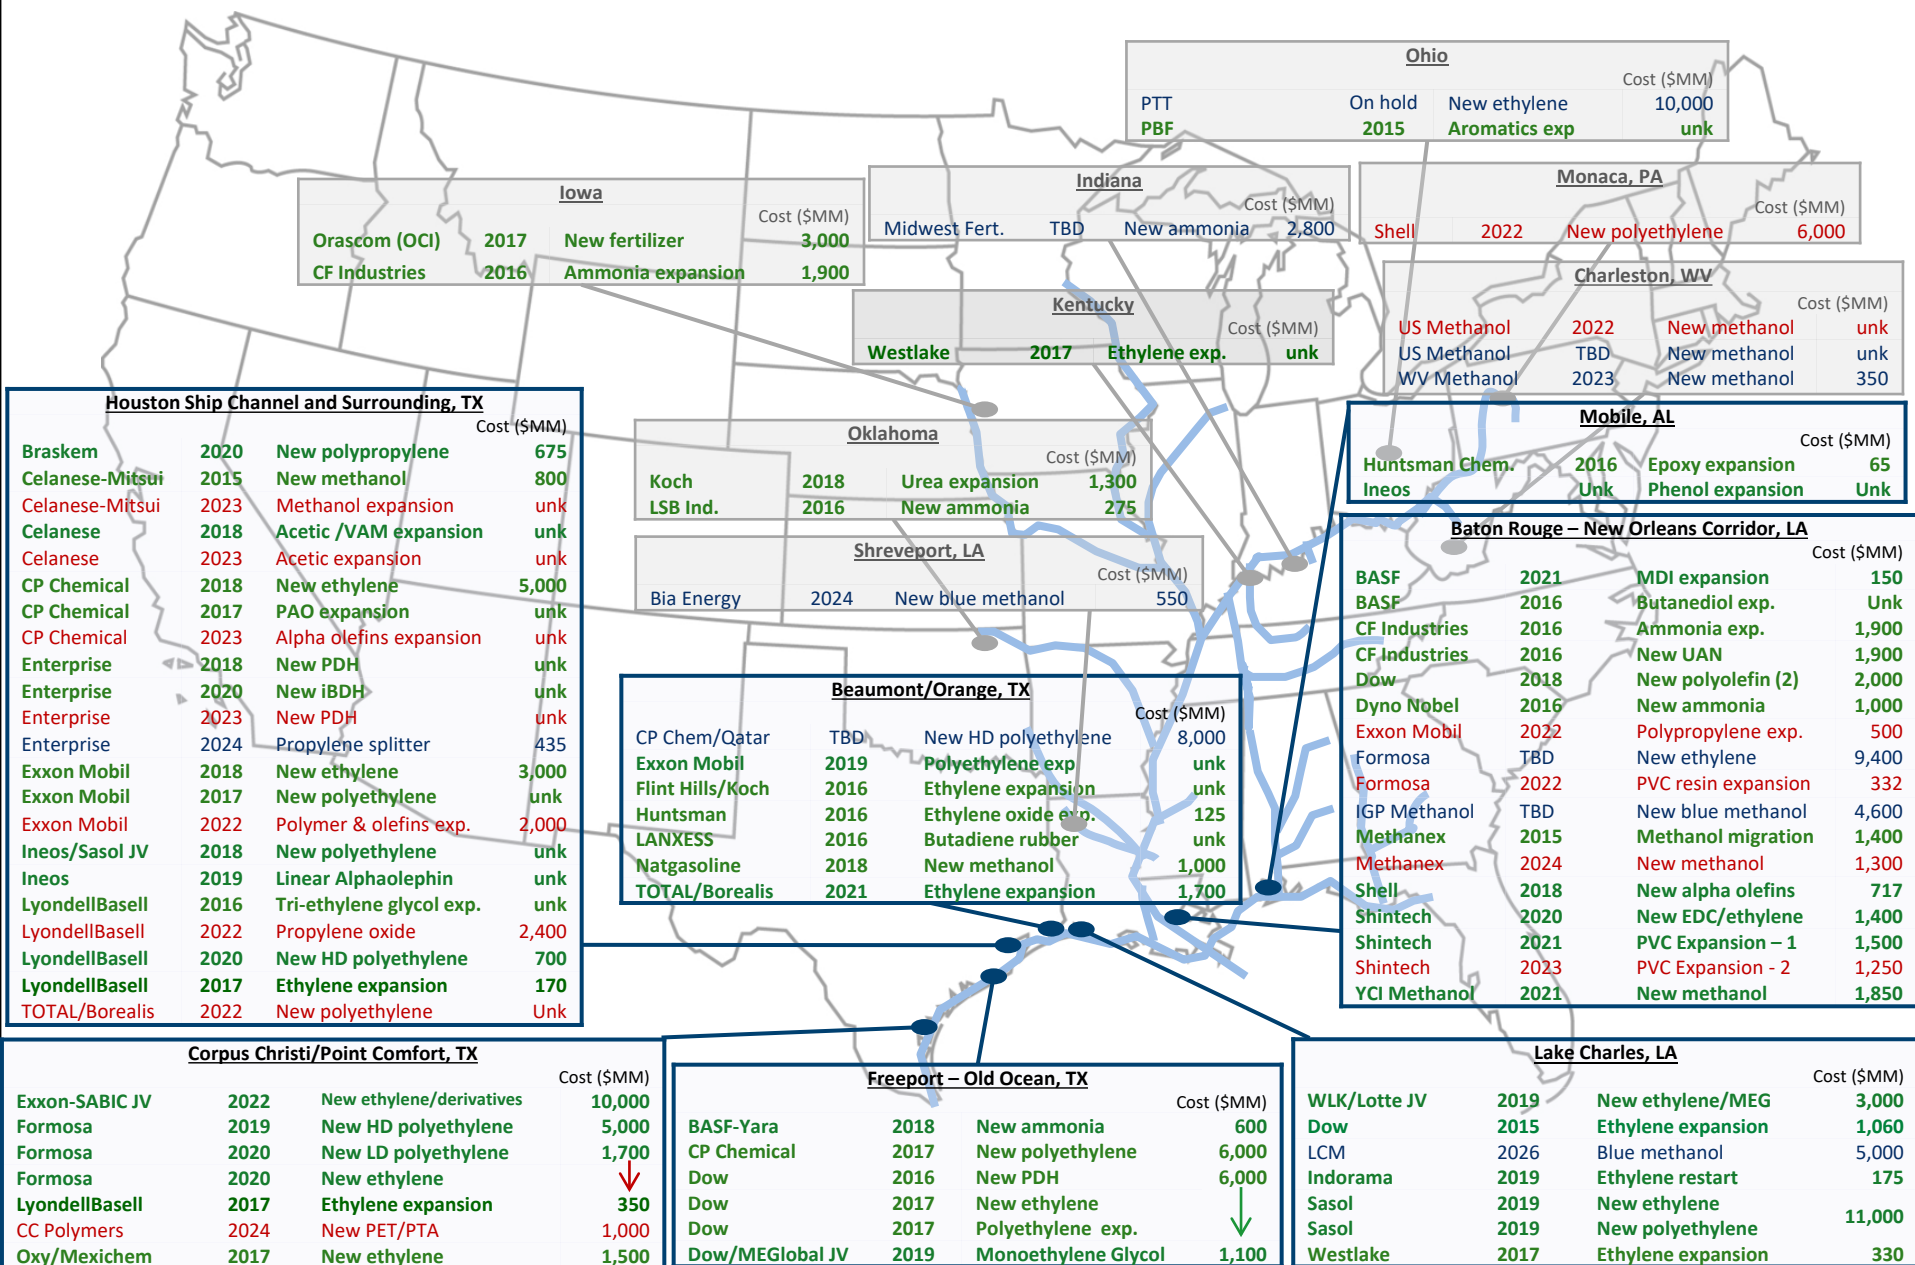 Ohio
Cost ($MM)
PTT On hold New ethylene 10,000
PBF 2015 Aromatics exp unk
Iowa
Cost ($MM)
Orascom (OCI) 2017 New fertilizer 3,000
CF Industries 2016 Ammonia expansion 1,900
Indiana
Cost ($MM)
Midwest Fert. TBD New ammonia 2,800
Monaca, PA
Cost ($MM)
Shell 2022 New polyethylene 6,000
Charleston, WV
Cost ($MM)
US Methanol 2022 New methanol unk
US Methanol TBD New methanol unk
WV Methanol 2023 New methanol 350
Kentucky
Cost ($MM)
Westlake 2017 Ethylene exp. unk
Houston Ship Channel and Surrounding, TX
Cost ($MM)
Braskem 2020 New polypropylene 675
Celanese-Mitsui 2015 New methanol 800
Celanese-Mitsui 2023 Methanol expansion unk
Celanese 2018 Acetic /VAM expansion unk
Celanese 2023 Acetic expansion unk
CP Chemical 2018 New ethylene 5,000
CP Chemical 2017 PAO expansion unk
CP Chemical 2023 Alpha olefins expansion unk
Enterprise 2018 New PDH unk
Enterprise 2020 New iBDH unk
Enterprise 2023 New PDH unk
Enterprise 2024 Propylene splitter 435
Exxon Mobil 2018 New ethylene 3,000
Exxon Mobil 2017 New polyethylene unk
Exxon Mobil 2022 Polymer & olefins exp. 2,000
Ineos/Sasol JV 2018 New polyethylene unk
Ineos 2019 Linear Alphaolephin unk
LyondellBasell 2016 Tri-ethylene glycol exp. unk
LyondellBasell 2022 Propylene oxide 2,400
LyondellBasell 2020 New HD polyethylene 700
LyondellBasell 2017 Ethylene expansion 170
TOTAL/Borealis 2022 New polyethylene Unk
Oklahoma
Cost ($MM)
Koch 2018 Urea expansion 1,300
LSB Ind. 2016 New ammonia 275
Shreveport, LA
Cost ($MM)
Bia Energy 2024 New blue methanol 550
Mobile, AL
Cost ($MM)
Huntsman Chem. 2016 Epoxy expansion 65
Ineos Unk Phenol expansion Unk
Baton Rouge – New Orleans Corridor, LA
Cost ($MM)
BASF 2021 MDI expansion 150
BASF 2016 Butanediol exp. Unk
CF Industries 2016 Ammonia exp. 1,900
CF Industries 2016 New UAN 1,900
Dow 2018 New polyolefin (2) 2,000
Dyno Nobel 2016 New ammonia 1,000
Exxon Mobil 2022 Polypropylene exp. 500
Formosa TBD New ethylene 9,400
Formosa 2022 PVC resin expansion 332
IGP Methanol TBD New blue methanol 4,600
Methanex 2015 Methanol migration 1,400
Methanex 2024 New methanol 1,300
Shell 2018 New alpha olefins 717
Shintech 2020 New EDC/ethylene 1,400
Shintech 2021 PVC Expansion – 1 1,500
Shintech 2023 PVC Expansion - 2 1,250
YCI Methanol 2021 New methanol 1,850
Beaumont/Orange, TX
Cost ($MM)
CP Chem/Qatar TBD New HD polyethylene 8,000
Exxon Mobil 2019 Polyethylene exp unk
Flint Hills/Koch 2016 Ethylene expansion unk
Huntsman 2016 Ethylene oxide exp. 125
LANXESS 2016 Butadiene rubber unk
Natgasoline 2018 New methanol 1,000
TOTAL/Borealis 2021 Ethylene expansion 1,700
Corpus Christi/Point Comfort, TX
Cost ($MM)
Exxon-SABIC JV 2022 New ethylene/derivatives 10,000
Formosa 2019 New HD polyethylene 5,000
Formosa 2020 New LD polyethylene 1,700
Formosa 2020 New ethylene
LyondellBasell 2017 Ethylene expansion 350
CC Polymers 2024 New PET/PTA 1,000
Oxy/Mexichem 2017 New ethylene 1,500
Freeport – Old Ocean, TX
Cost ($MM)
BASF-Yara 2018 New ammonia 600
CP Chemical 2017 New polyethylene 6,000
Dow 2016 New PDH 6,000
Dow 2017 New ethylene
Dow 2017 Polyethylene exp.
Dow/MEGlobal JV 2019 Monoethylene Glycol 1,100
Lake Charles, LA
Cost ($MM)
WLK/Lotte JV 2019 New ethylene/MEG 3,000
Dow 2015 Ethylene expansion 1,060
LCM 2026 Blue methanol 5,000
Indorama 2019 Ethylene restart 175
Sasol 2019 New ethylene
11,000
Sasol 2019 New polyethylene
Westlake 2017 Ethylene expansion 330